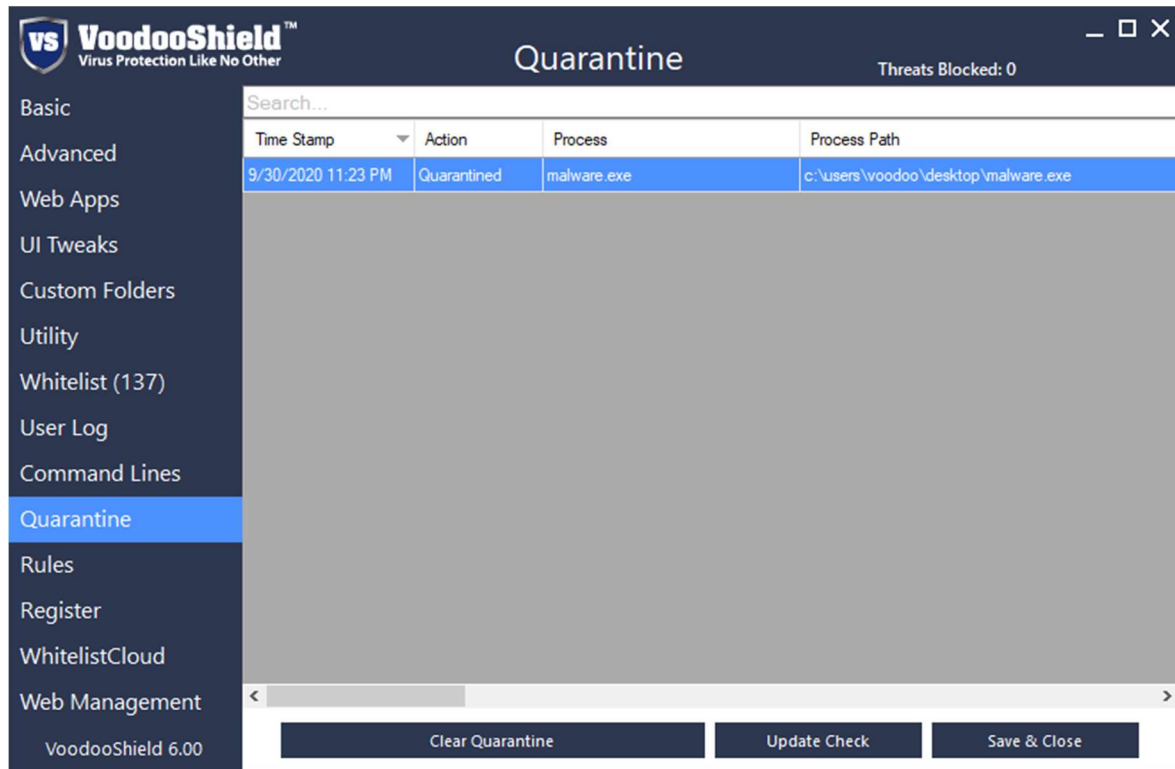 VS VoodooShield™
Virus Protection Like No Other
Quarantine
Threats Blocked: 0
Basic
Advanced
Web Apps
UI Tweaks
Custom Folders
Utility
Whitelist (137)
User Log
Command Lines
Quarantine
Rules
Register
WhitelistCloud
Web Management
VoodooShield 6.00
Search...
Time Stamp Action Process Process Path
9/30/2020 11:23 PM Quarantined malware.exe c:\users\voodoo\desktop\malware.exe
Clear Quarantine Update Check Save & Close